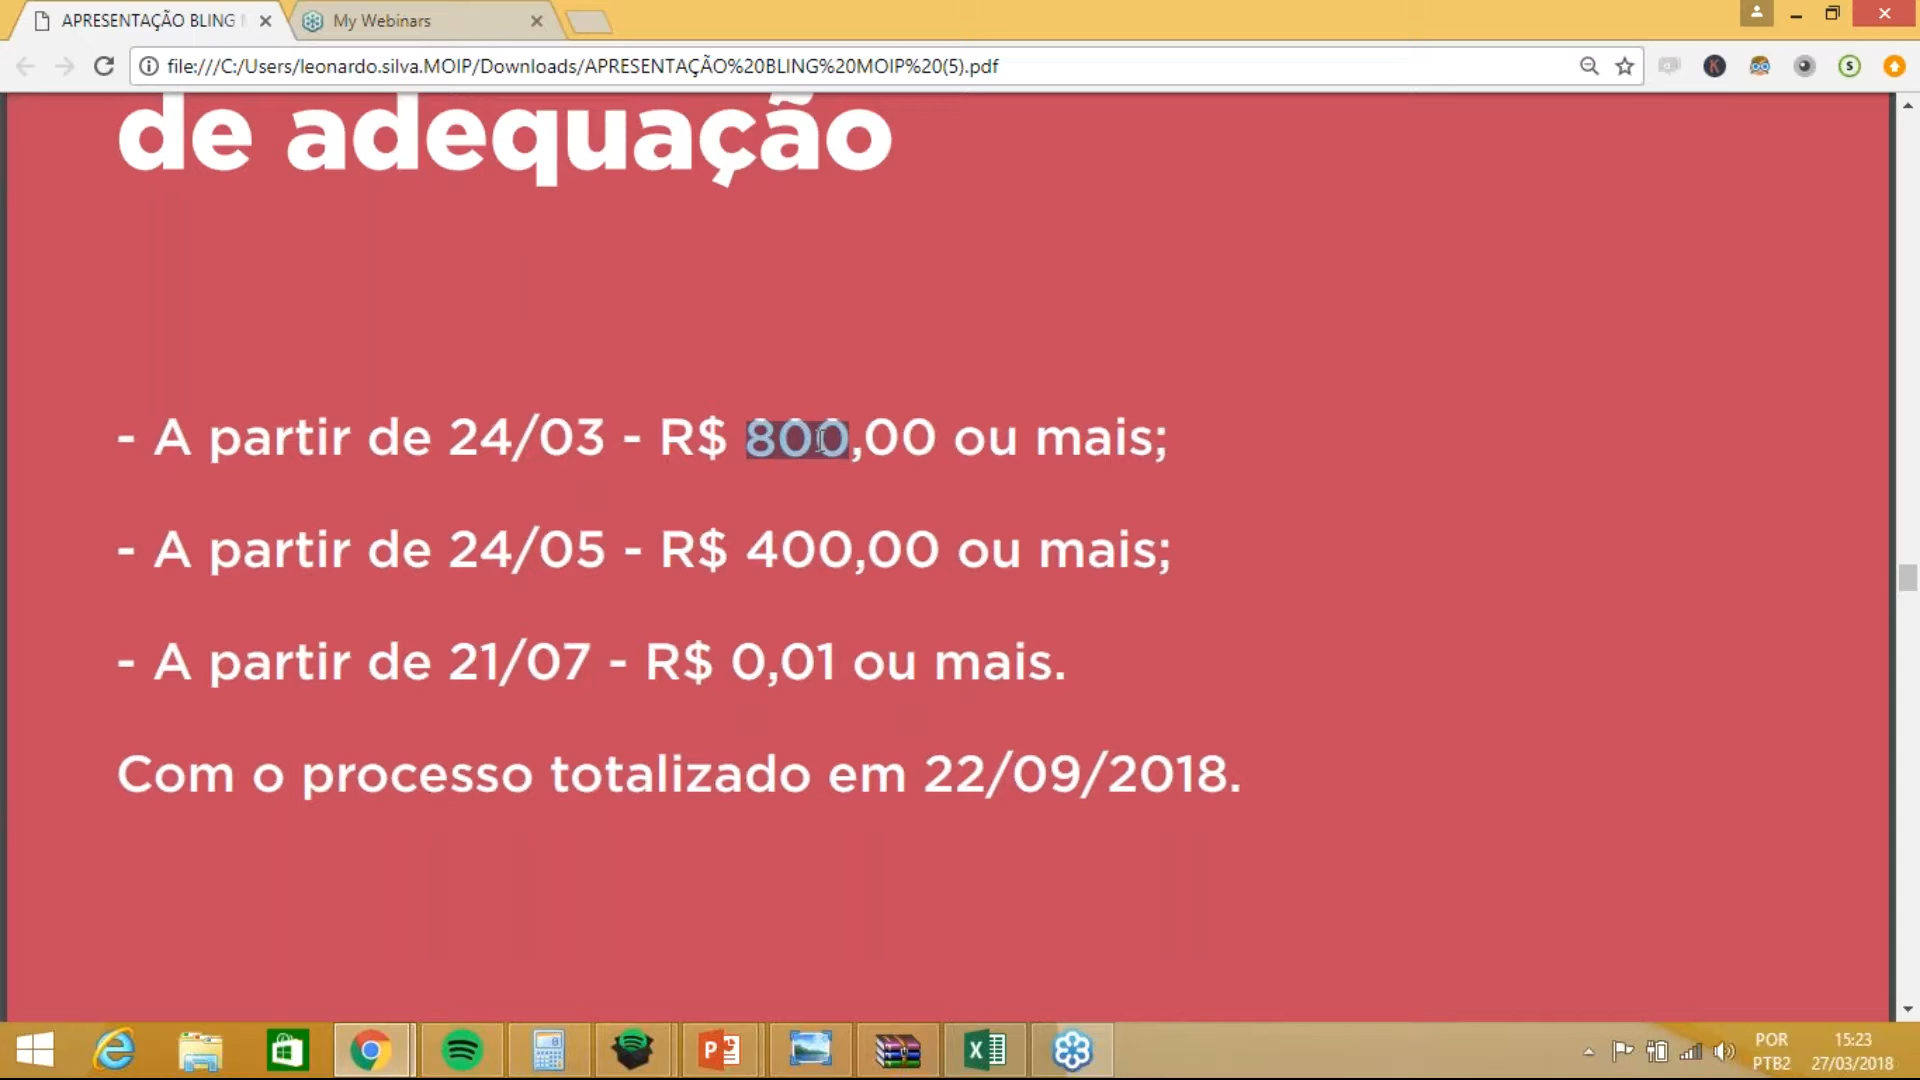 APRESENTAÇÃO BLING
My Webinars
file:///C:/Users/leonardo.silva.MOIP/Downloads/APRESENTAÇÃO%20BLING%20MOIP%20(5).pdf
de adequação
- A partir de 24/03 - R$ 800,00 ou mais;
- A partir de 24/05 - R$ 400,00 ou mais;
- A partir de 21/07 - R$ 0,01 ou mais.
Com o processo totalizado em 22/09/2018.
POR 15:23
PTB2 27/03/2018